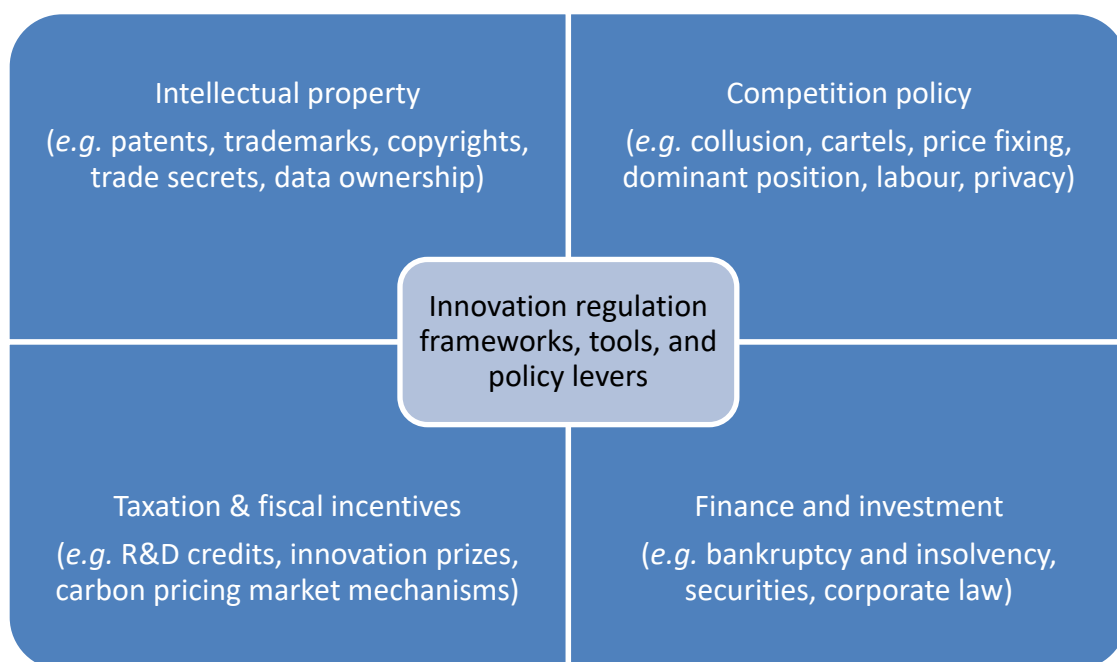 Intellectual property
(e.g. patents, trademarks, copyrights,
trade secrets, data ownership)
Competition policy
(e.g. collusion, cartels, price fixing,
dominant position, labour, privacy)
Innovation regulation
frameworks, tools, and
policy levers
Taxation & fiscal incentives
(e.g. R&D credits, innovation prizes,
carbon pricing market mechanisms)
Finance and investment
(e.g. bankruptcy and insolvency,
securities, corporate law)